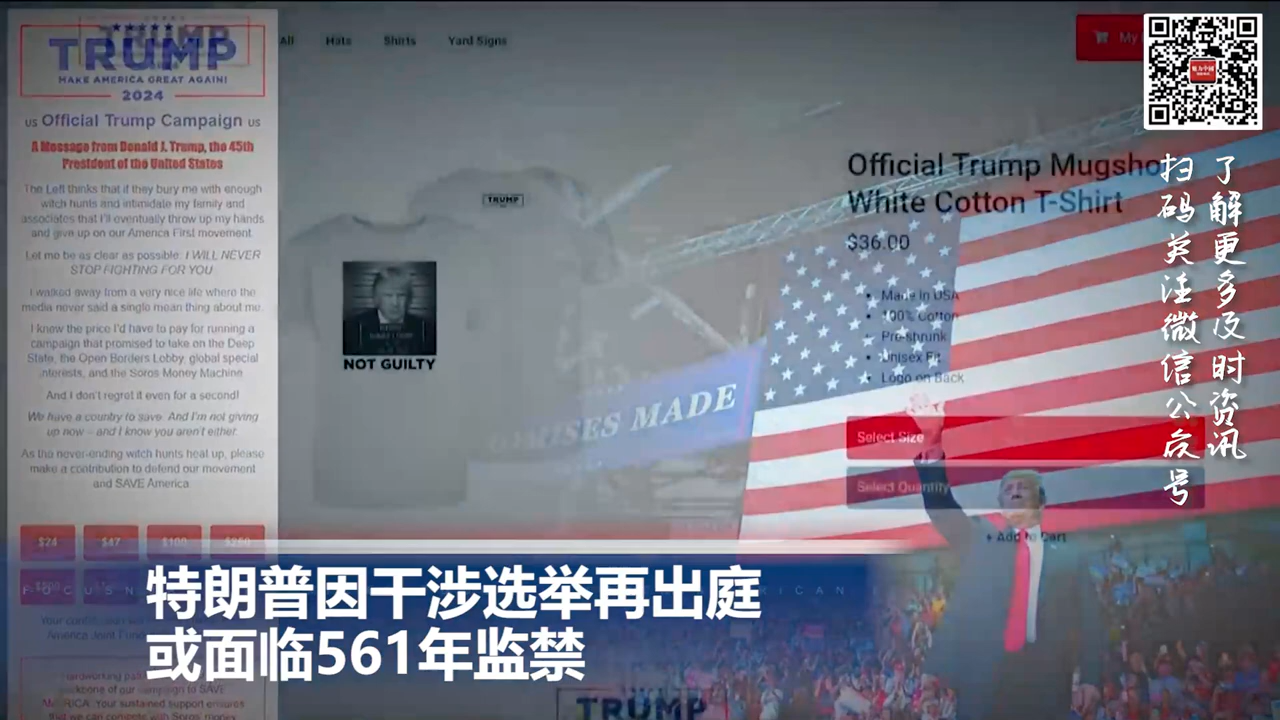 TRUMP
MAKE AMERICA GREAT AGAIN!
2024
US Official Trump Campaign US
A Message from Donald J. Trump, the 45th
President of the United States
The Left thinks that if they bury me with enough
witch hunts and intimidate my family and
associates that I'll eventually throw up my hands
and give up on our America First movement
Let me be as clear as possible: I WILL NEVER
STOP FIGHTING FOR YOU
I walked away from a very nice life where the
media never said a single mean thing about me.
I know the price I'd have to pay for running a
campaign that promised to take on the Deep
State, the Open Borders Lobby, global special
interests, and the Soros Money Machine
And I don't regret it even for a second!
We have a country to save. And I'm not giving
up now – and I know you aren't either.
As the never-ending witch hunts heat up, please
make a contribution to defend our movement
and SAVE America
$24 $47 $100 $250
All Hats Shirts Yard Signs
My
TRUMP
NOT GUILTY
MISES MADE
Official Trump Mugsho
White Cotton T-Shirt
$36.00
Made in USA
100% Cotton
Pre-shrunk
Unisex Fit
Logo on Back
Select Size
Select Quantity
+ Add to Cart
了解更多及时资讯
扫码关注微信公众号
特朗普因干涉选举再出庭
或面临561年监禁
TRUMP